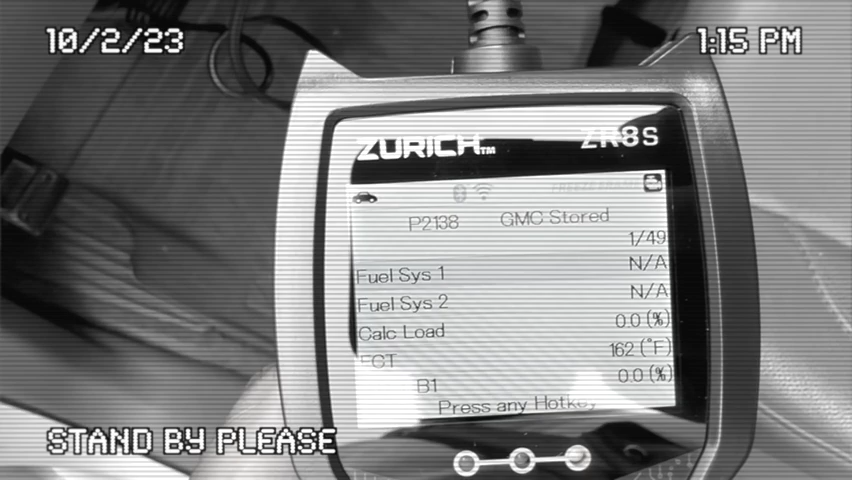 10/2/23
1:15 PM
ZURICH™
ZR8S
FREEZE FRAME
P2138 GMC Stored
1/49
Fuel Sys 1 N/A
Fuel Sys 2 N/A
Calc Load 0.0 (%)
ECT 162 (°F)
B1 0.0 (%)
Press any Hotkey
STAND BY PLEASE